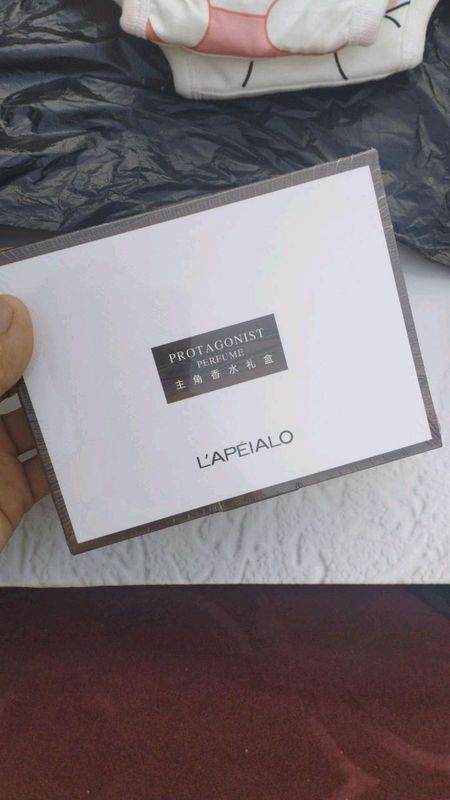 PROTAGONIST
PERFUME
主角香水礼盒
L'APÉIALO